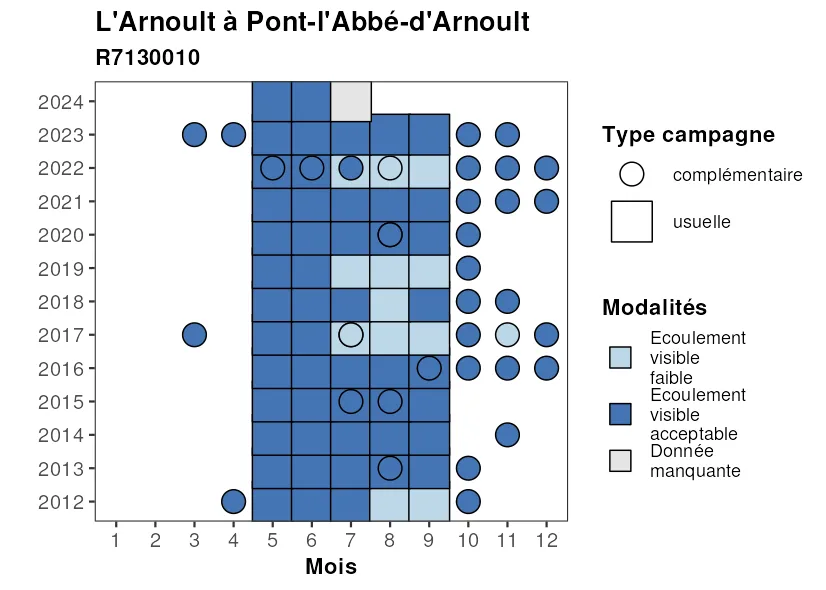 L'Arnoult à Pont-l'Abbé-d'Arnoult
R7130010
2024
2023
2022
2021
2020
2019
2018
2017
2016
2015
2014
2013
2012
1 2 3 4 5 6 7 8 9 10 11 12
Mois
Type campagne
complémentaire
usuelle
Modalités
Ecoulement
visible
faible
Ecoulement
visible
acceptable
Donnée
manquante